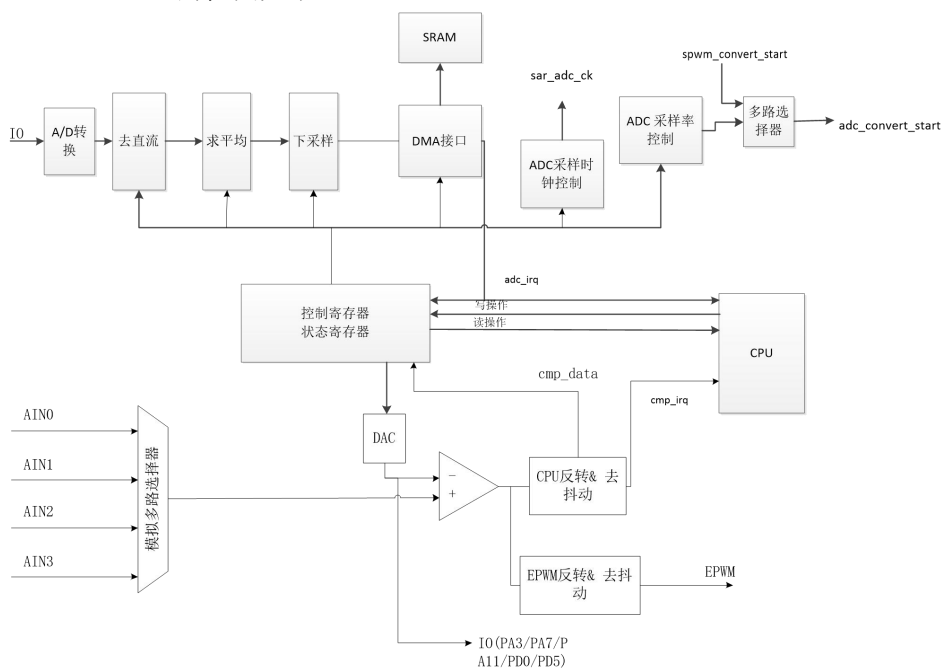 SRAM
spwm_convert_start
sar_adc_ck
IO
A/D转
换
去直流
求平均
下采样
DMA接口
ADC采样时
钟控制
ADC 采样率
控制
多路选
择器
adc_convert_start
adc_irq
控制寄存器
状态寄存器
写操作
读操作
CPU
cmp_data
cmp_irq
AIN0
AIN1
AIN2
AIN3
模拟多路选择器
DAC
−
+
CPU反转& 去
抖动
EPWM反转& 去抖
动
EPWM
IO(PA3/PA7/P
A11/PD0/PD5)